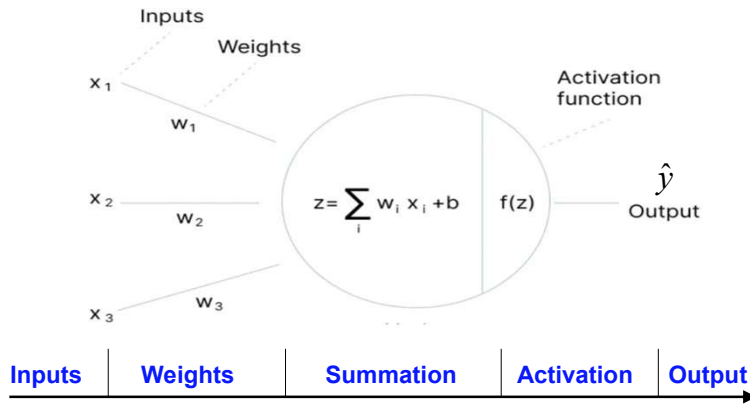 Inputs
Weights
x₁
w₁
Activation
function
x₂
w₂
z= ∑ᵢ wᵢ xᵢ +b
f(z)
ŷ
Output
w₃
x₃
Inputs Weights Summation Activation Output